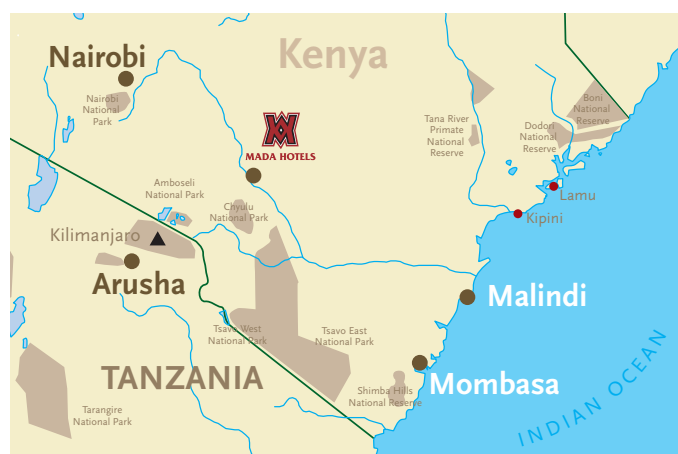 Kenya
Nairobi
Nairobi
National
Park
MADA HOTELS
Tana River
Primate
National
Reserve
Boni
National
Reserve
Dodori
National
Reserve
Amboseli
National Park
Chyulu
National Park
Lamu
Kipini
Kilimanjaro
Arusha
Malindi
Tsavo West
National Park
Tsavo East
National Park
TANZANIA
Mombasa
Shimba Hills
National Reserve
Tarangire
National Park
INDIAN OCEAN